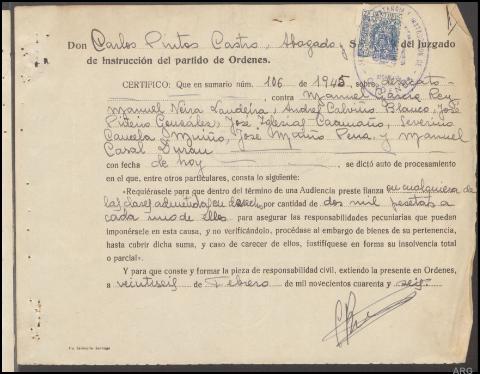 Don Carlos Pintos Castro, Abogado y S del Juzgado
de Instrucción del partido de Ordenes.
CERTIFICO: Que en sumario núm. 106 de 1945, sobre
contra Manuel García Rey
Manuel Neira Landeira, Andrés Calviño Blanco, José
Piñeiro González, José Iglesias Caamaño, Severino
Cancela Muiño, José Mariño Pena y Manuel
Casal Durán
con fecha de hoy se dictó auto de procesamiento
en el que, entre otros particulares, consta lo siguiente:
«Requiérasele para que dentro del término de una Audiencia preste fianza en cualquiera de
las clases admitidas en derecho por cantidad de dos mil pesetas a
cada uno de ellos para asegurar las responsabilidades pecuniarias que puedan
imponérsele en esta causa, y no verificándolo, procédase al embargo de bienes de su pertenencia,
hasta cubrir dicha suma, y caso de carecer de ellos, justifíquese en forma su insolvencia total
o parcial».
Y para que conste y formar la pieza de responsabilidad civil, extiendo la presente en Ordenes,
a veintiseis de Febrero de mil novecientos cuarenta y seis.
ARG